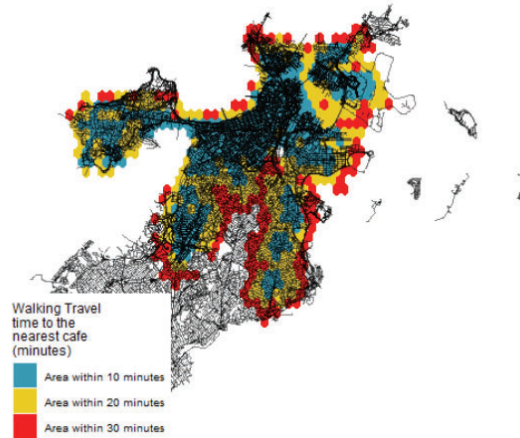 Walking Travel
time to the
nearest cafe
(minutes)
Area within 10 minutes
Area within 20 minutes
Area within 30 minutes